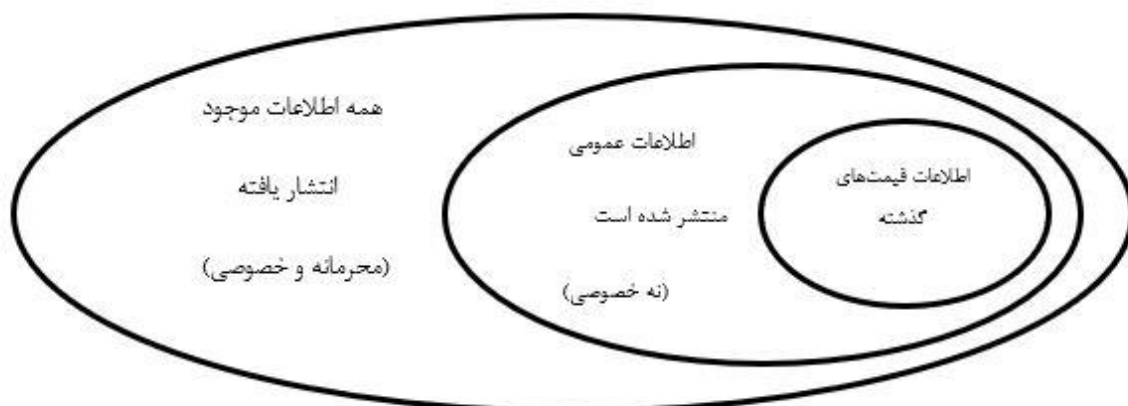 همه اطلاعات موجود
انتشار یافته
(محرمانه و خصوصی)
اطلاعات عمومی
منتشر شده است
(نه خصوصی)
اطلاعات قیمت‌های
گذشته